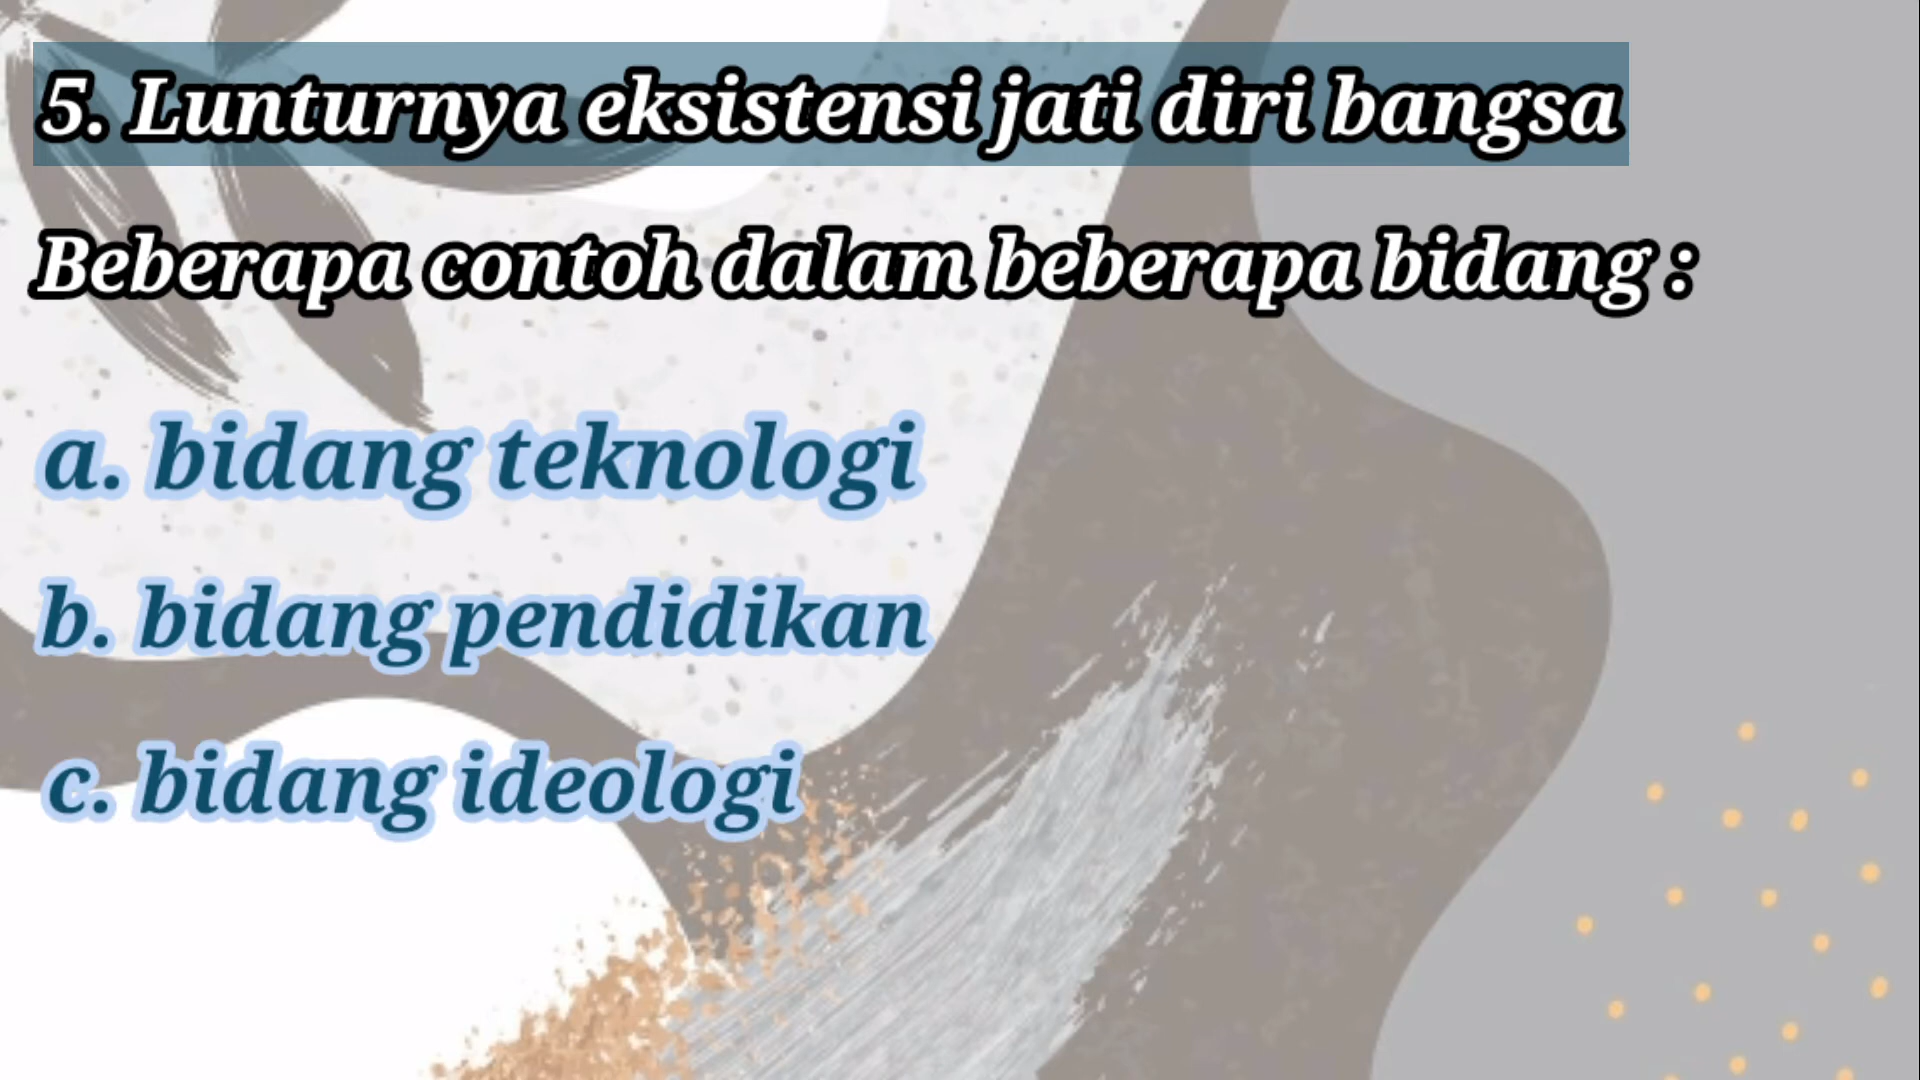 5. Lunturnya eksistensi jati diri bangsa
Beberapa contoh dalam beberapa bidang :
a. bidang teknologi
b. bidang pendidikan
c. bidang ideologi